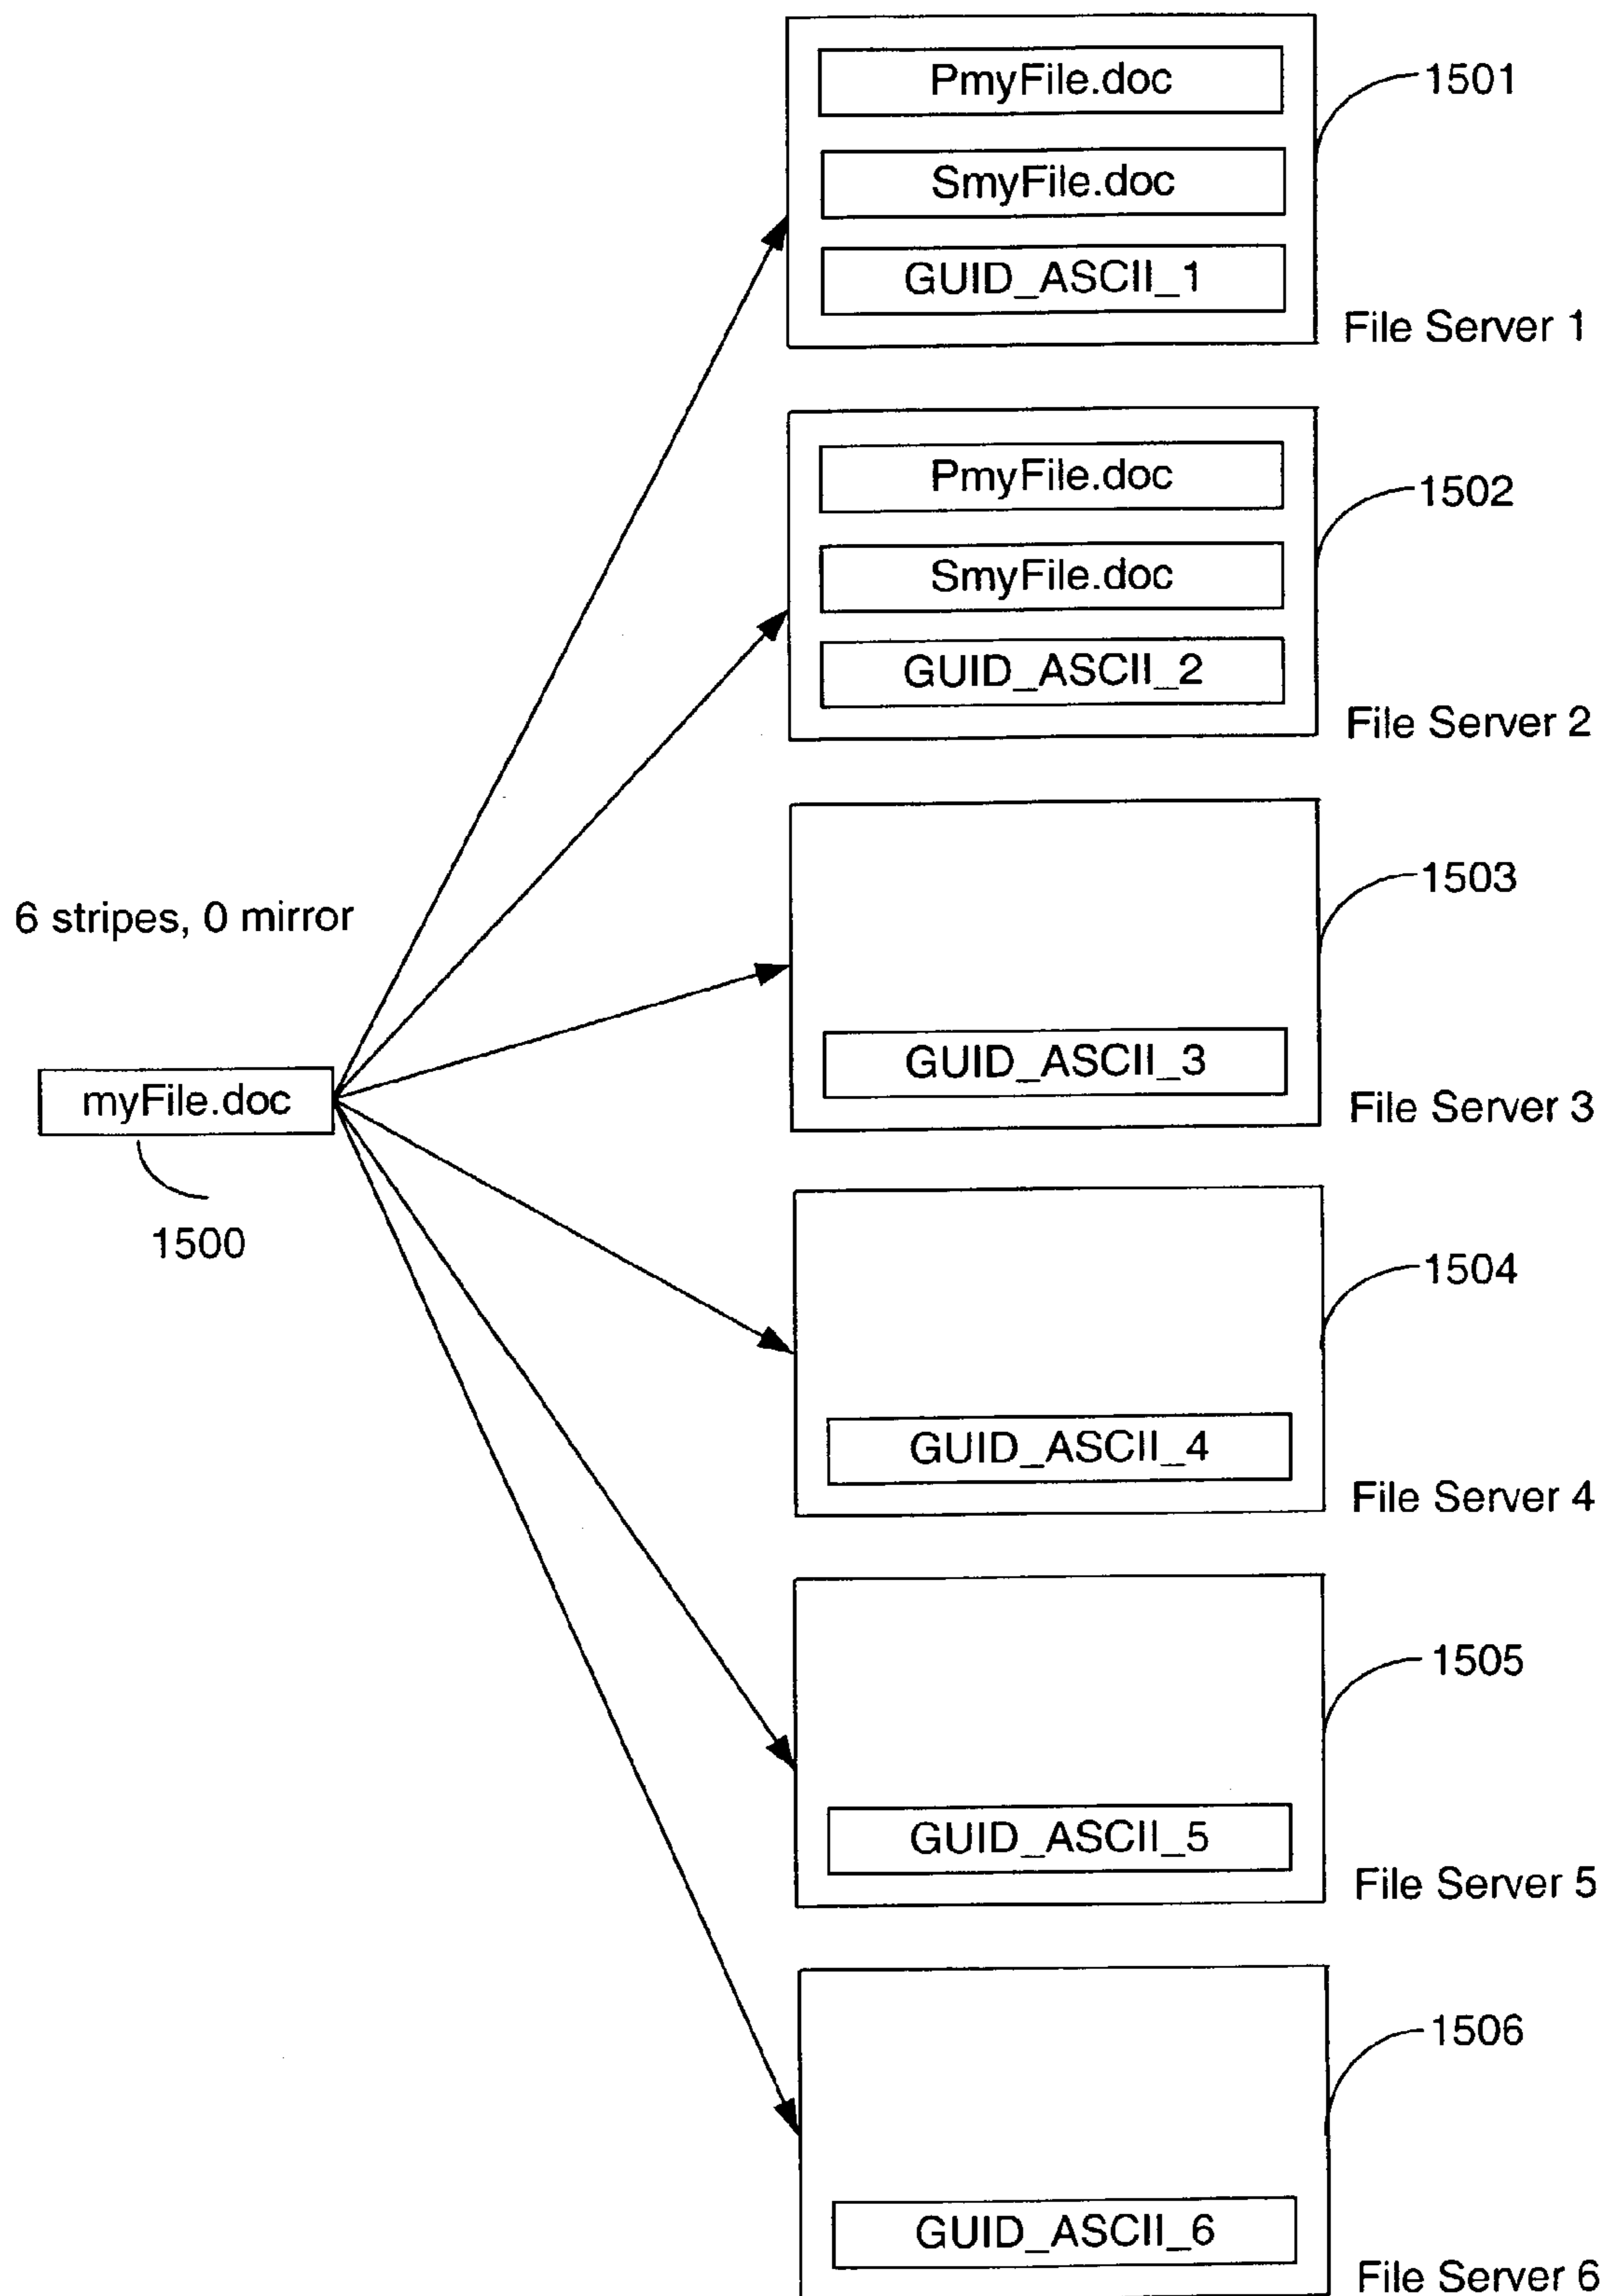 PmyFile.doc
1501
SmyFile.doc
GUID_ASCII_1
File Server 1
PmyFile.doc
1502
SmyFile.doc
GUID_ASCII_2
File Server 2
1503
6 stripes, 0 mirror
GUID_ASCII_3
myFile.doc
File Server 3
1500
1504
GUID_ASCII_4
File Server 4
1505
GUID_ASCII_5
File Server 5
1506
GUID_ASCII_6
File Server 6